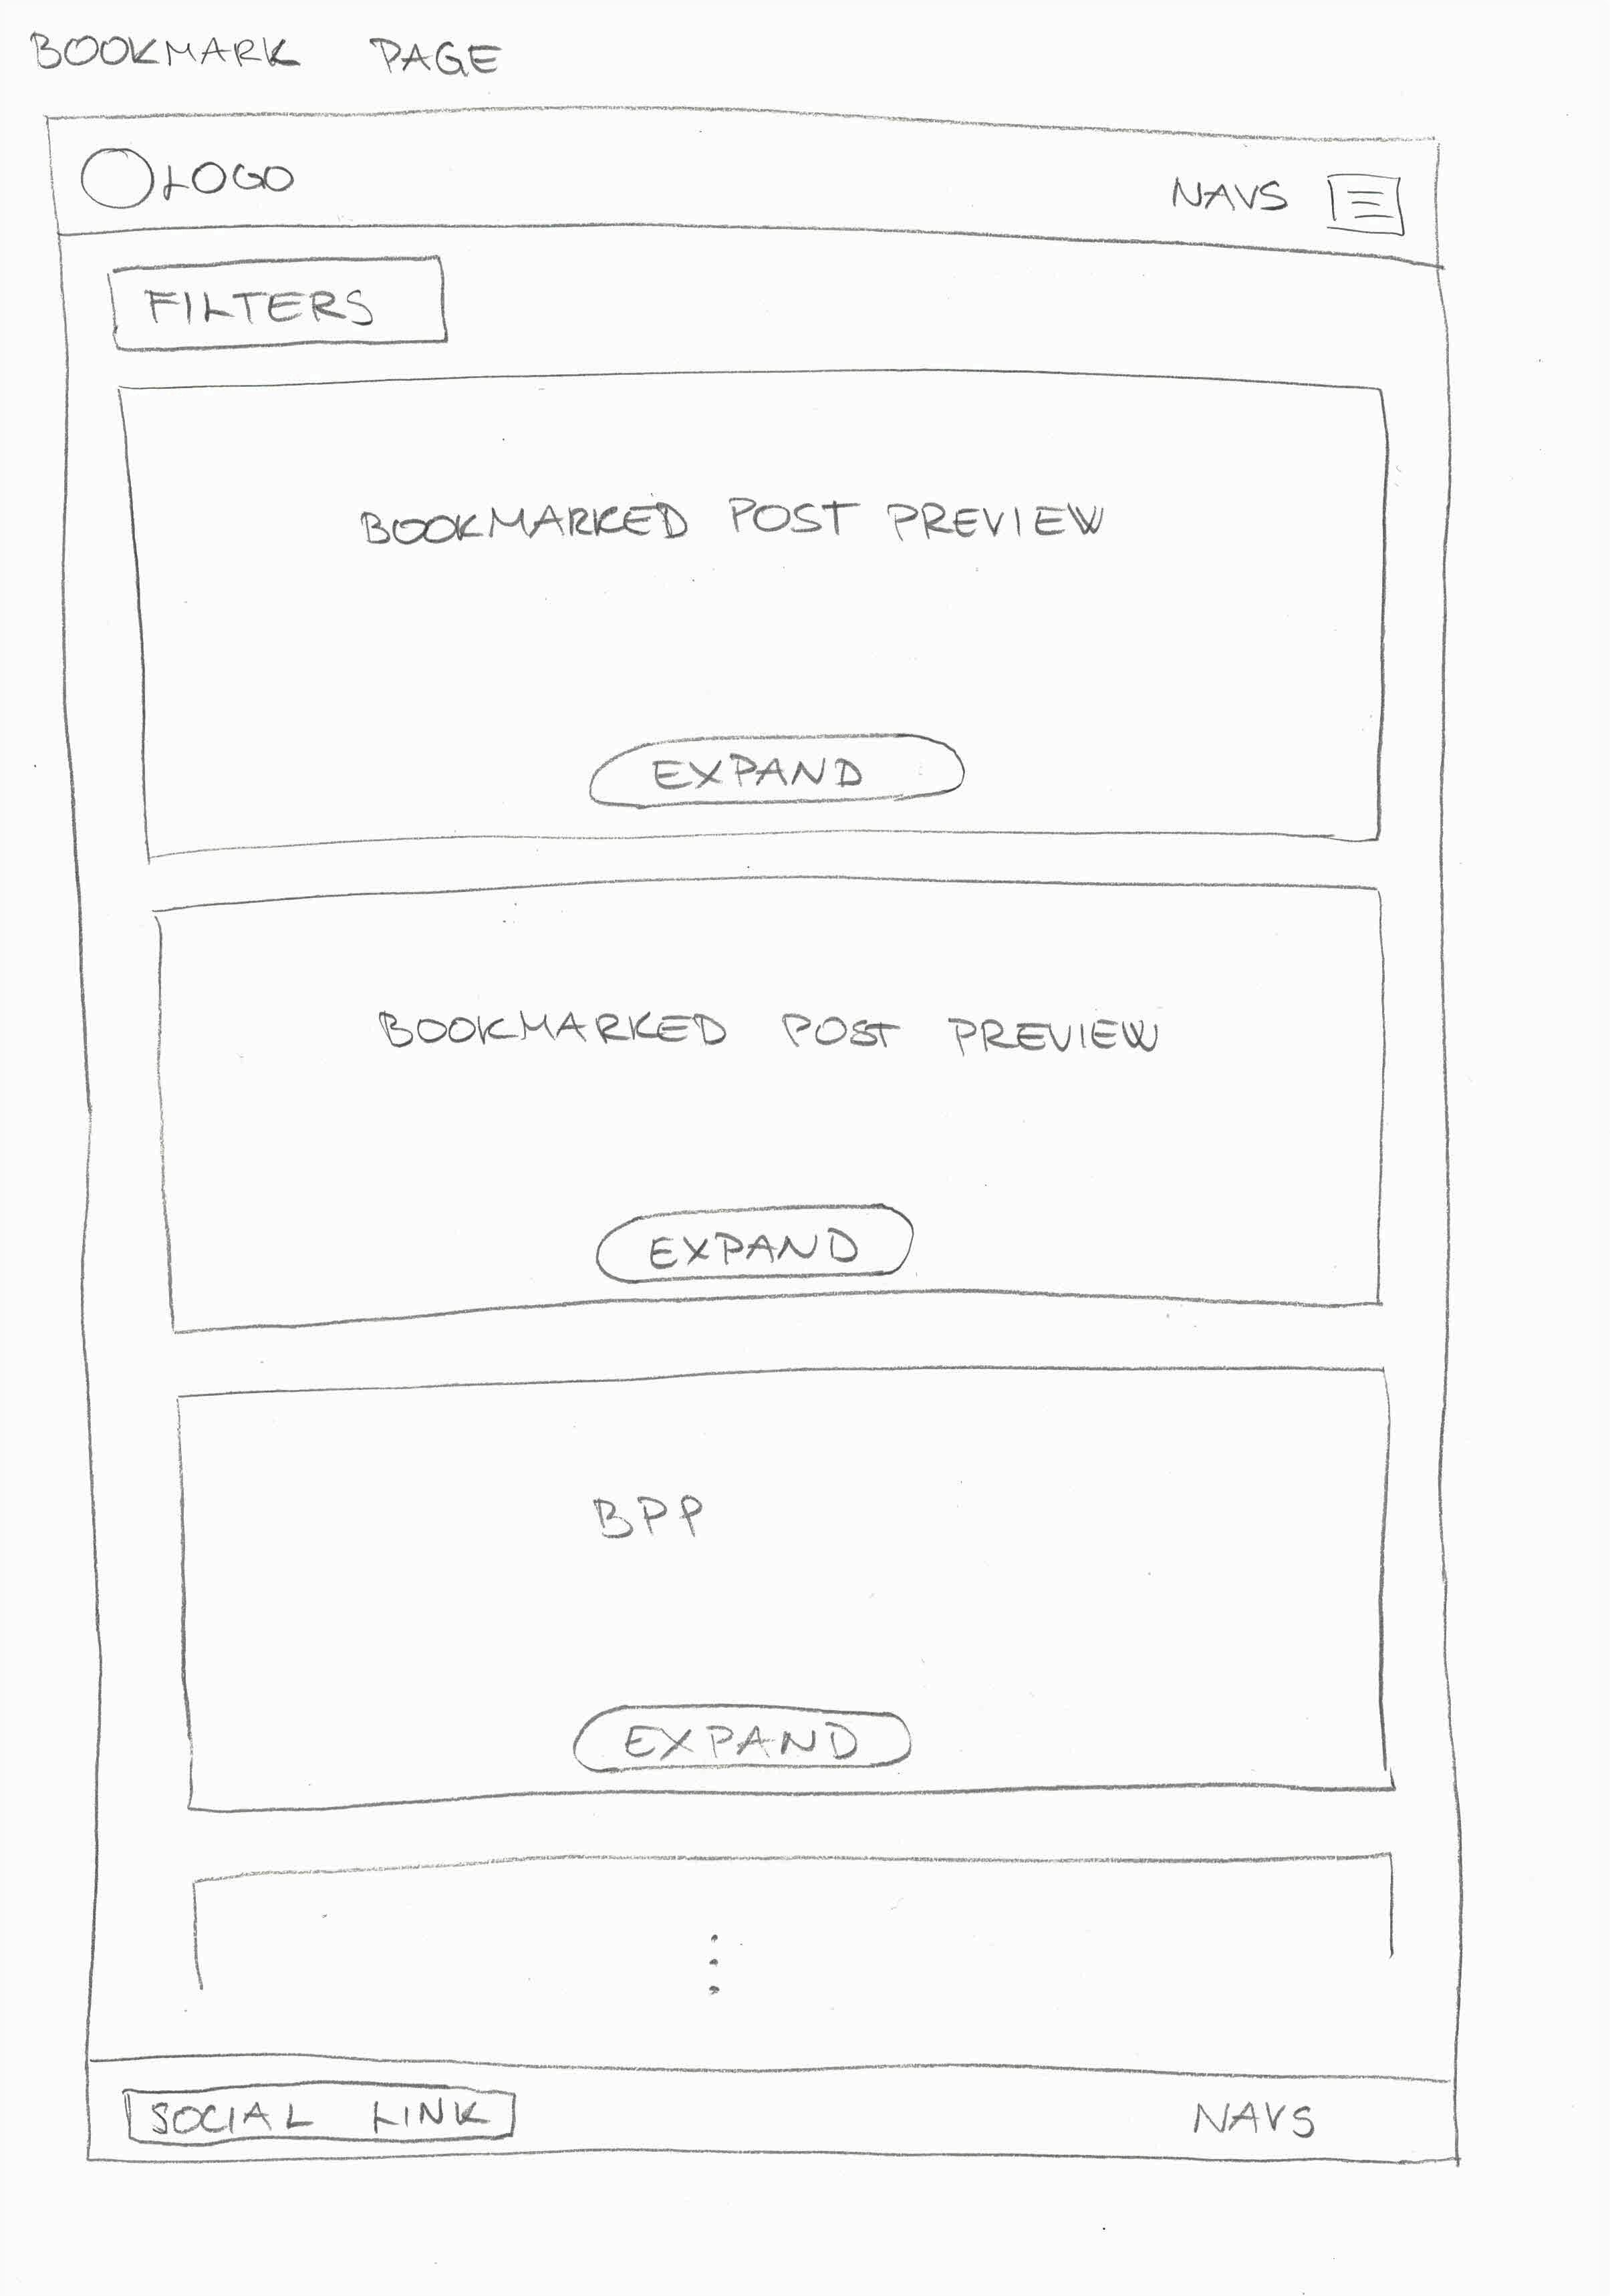 BOOKMARK PAGE
LOGO
NAVS
FILTERS
BOOKMARKED POST PREVIEW
EXPAND
BOOKMARKED POST PREVIEW
EXPAND
BPP
EXPAND
SOCIAL LINK
NAVS